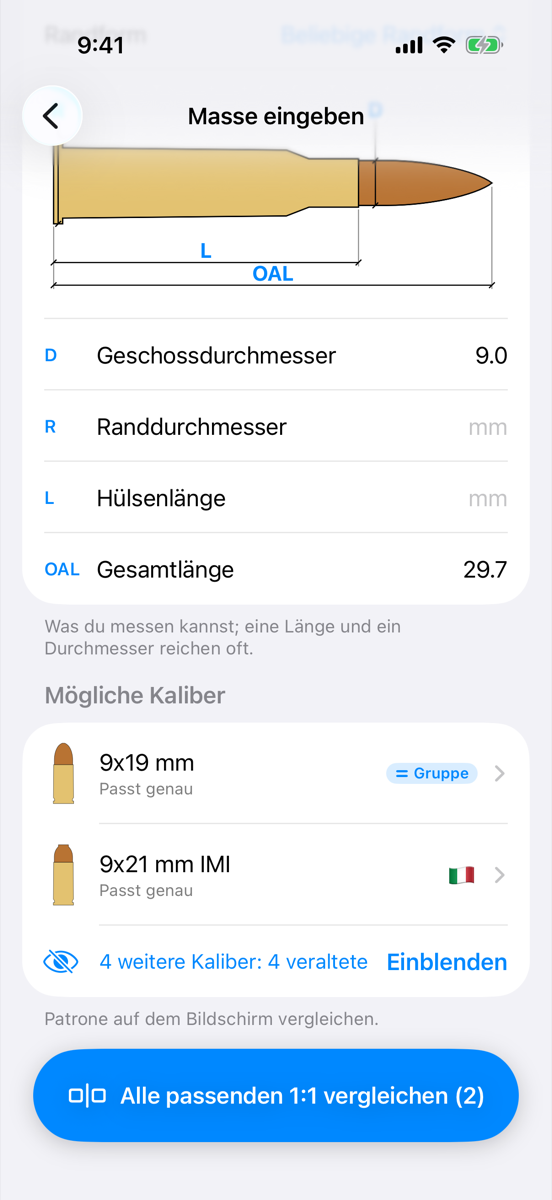 9:41
Masse eingeben
D
L
OAL
D Geschossdurchmesser 9.0
R Randdurchmesser mm
L Hülsenlänge mm
OAL Gesamtlänge 29.7
Was du messen kannst; eine Länge und ein
Durchmesser reichen oft.
Mögliche Kaliber
9x19 mm
Passt genau
= Gruppe
9x21 mm IMI
Passt genau
4 weitere Kaliber: 4 veraltete Einblenden
Patrone auf dem Bildschirm vergleichen.
Alle passenden 1:1 vergleichen (2)